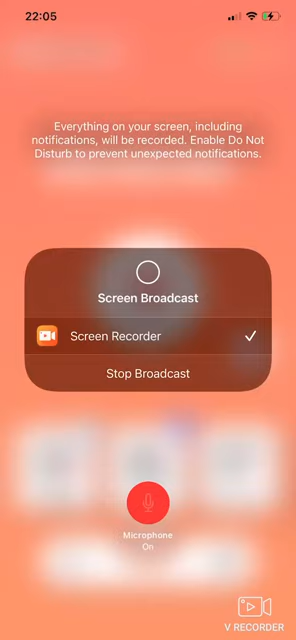 22:05
Everything on your screen, including
notifications, will be recorded. Enable Do Not
Disturb to prevent unexpected notifications.
Screen Broadcast
Screen Recorder
Stop Broadcast
Microphone
On
V RECORDER